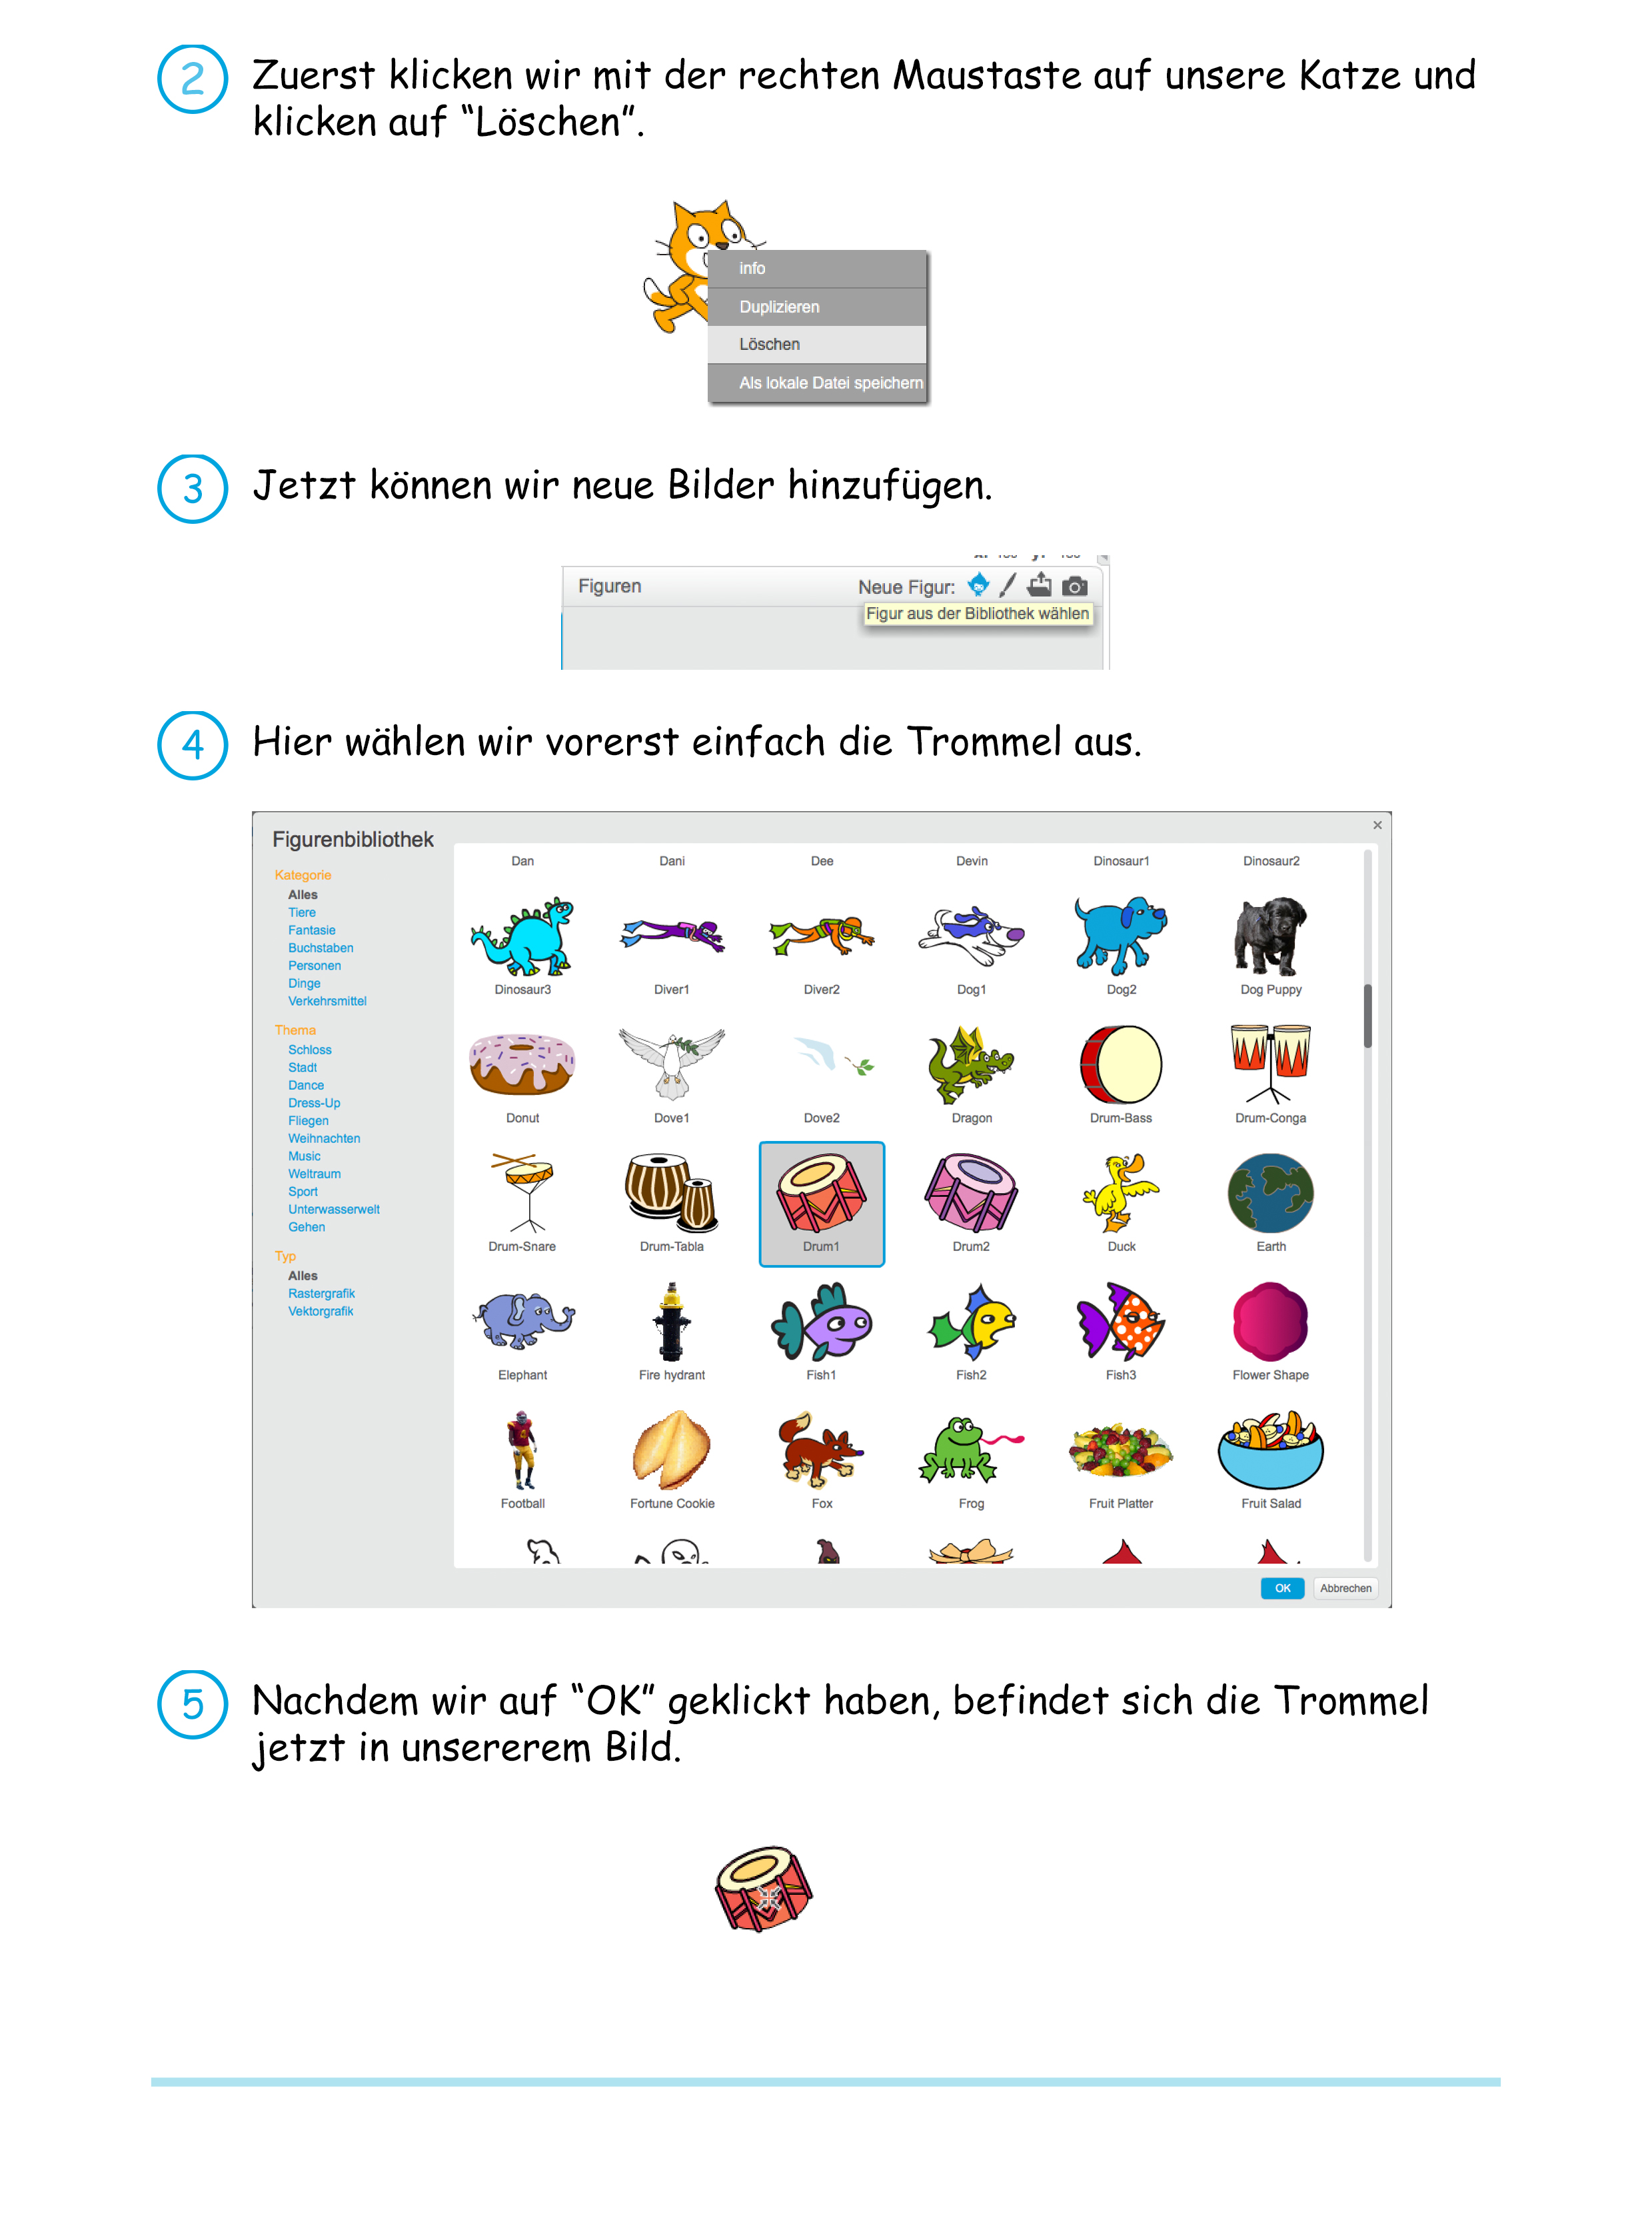 2 Zuerst klicken wir mit der rechten Maustaste auf unsere Katze und
klicken auf “Löschen”.
info
Duplizieren
Löschen
Als lokale Datei speichern
3 Jetzt können wir neue Bilder hinzufügen.
Figuren Neue Figur:
Figur aus der Bibliothek wählen
4 Hier wählen wir vorerst einfach die Trommel aus.
Figurenbibliothek
Kategorie
Alles
Tiere
Fantasie
Buchstaben
Personen
Dinge
Verkehrsmittel
Thema
Schloss
Stadt
Dance
Dress-Up
Fliegen
Weihnachten
Music
Weltraum
Sport
Unterwasserwelt
Gehen
Typ
Alles
Rastergrafik
Vektorgrafik
Dan Dani Dee Devin Dinosaur1 Dinosaur2
Dinosaur3 Diver1 Diver2 Dog1 Dog2 Dog Puppy
Donut Dove1 Dove2 Dragon Drum-Bass Drum-Conga
Drum-Snare Drum-Tabla Drum1 Drum2 Duck Earth
Elephant Fire hydrant Fish1 Fish2 Fish3 Flower Shape
Football Fortune Cookie Fox Frog Fruit Platter Fruit Salad
OK Abbrechen
5 Nachdem wir auf “OK” geklickt haben, befindet sich die Trommel
jetzt in unsererem Bild.